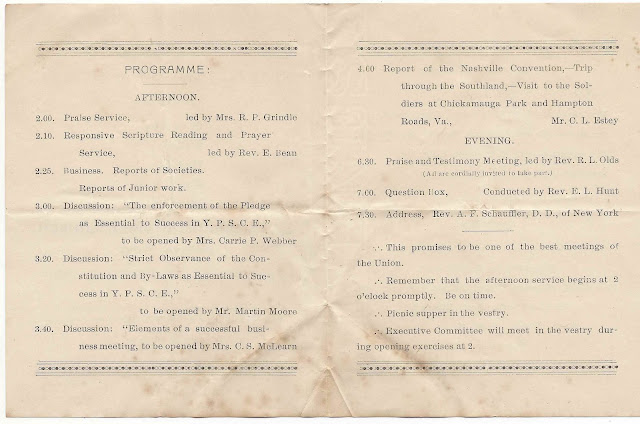 PROGRAMME:
AFTERNOON.
2.00. Praise Service, led by Mrs. R. P. Grindle
2.10. Responsive Scripture Reading and Prayer
Service, led by Rev. E. Bean
2.25. Business. Reports of Societies.
Reports of Junior work.
3.00. Discussion: "The enforcement of the Pledge
as Essential to Success in Y. P. S. C. E.,"
to be opened by Mrs. Carrie P. Webber
3.20. Discussion: "Strict Observance of the Con-
stitution and By-Laws as Essential to Suc-
cess in Y. P. S. C. E.,"
to be opened by Mr. Martin Moore
3.40. Discussion: "Elements of a successful busi-
ness meeting, to be opened by Mrs. C. S. McLearn
4.00 Report of the Nashville Convention,—Trip
through the Southland,—Visit to the Sol-
diers at Chickamauga Park and Hampton
Roads, Va., Mr. C. L. Estey
EVENING.
6.30. Praise and Testimony Meeting, led by Rev. R. L. Olds
(All are cordially invited to take part.)
7.00. Question Box, Conducted by Rev. E. L. Hunt
7.30. Address, Rev. A. F. Schauffler, D. D., of New York
∴ This promises to be one of the best meetings of
the Union.
∴ Remember that the afternoon service begins at 2
o'clock promptly. Be on time.
∴ Picnic supper in the vestry.
∴ Executive Committee will meet in the vestry dur-
ing opening exercises at 2.